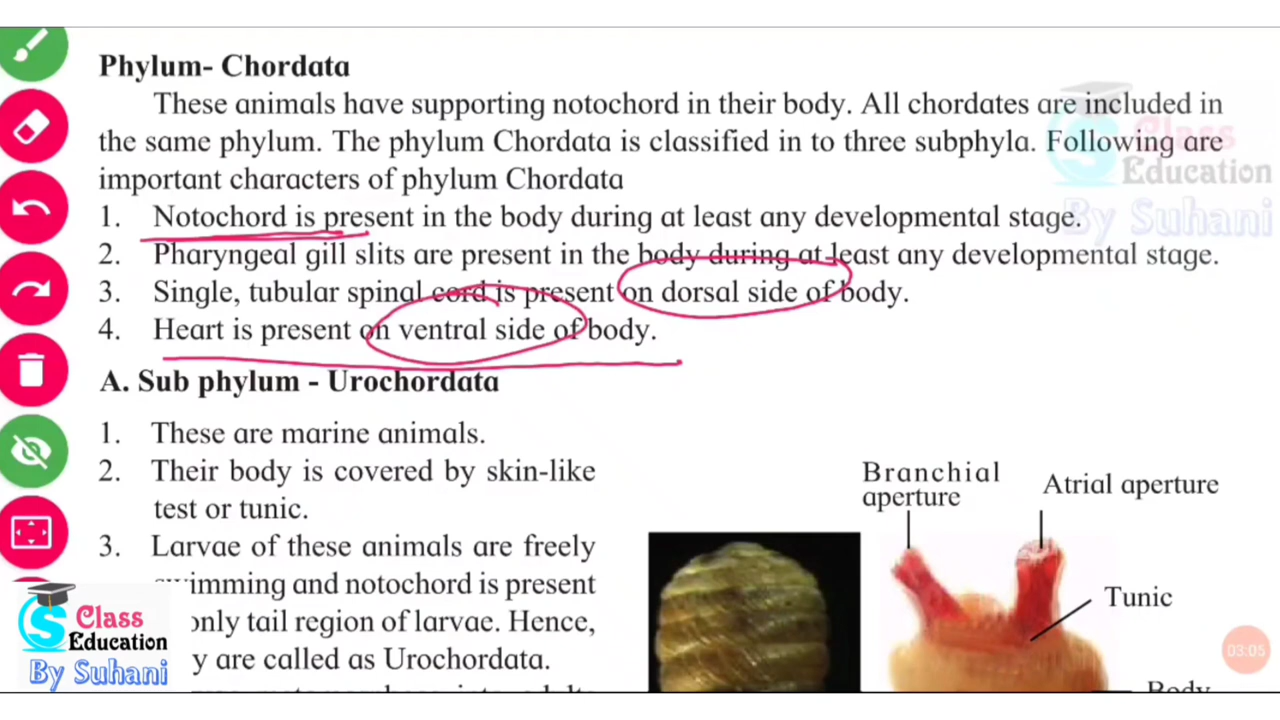 Phylum- Chordata
These animals have supporting notochord in their body. All chordates are included in
the same phylum. The phylum Chordata is classified in to three subphyla. Following are
important characters of phylum Chordata
1. Notochord is present in the body during at least any developmental stage.
2. Pharyngeal gill slits are present in the body during at least any developmental stage.
3. Single, tubular spinal cord is present on dorsal side of body.
4. Heart is present on ventral side of body.
A. Sub phylum - Urochordata
1. These are marine animals.
2. Their body is covered by skin-like
test or tunic.
3. Larvae of these animals are freely
swimming and notochord is present
only tail region of larvae. Hence,
y are called as Urochordata.
Branchial
aperture
Atrial aperture
Tunic
Body
S Class
Education
By Suhani
S Class
Education
By Suhani
03:05